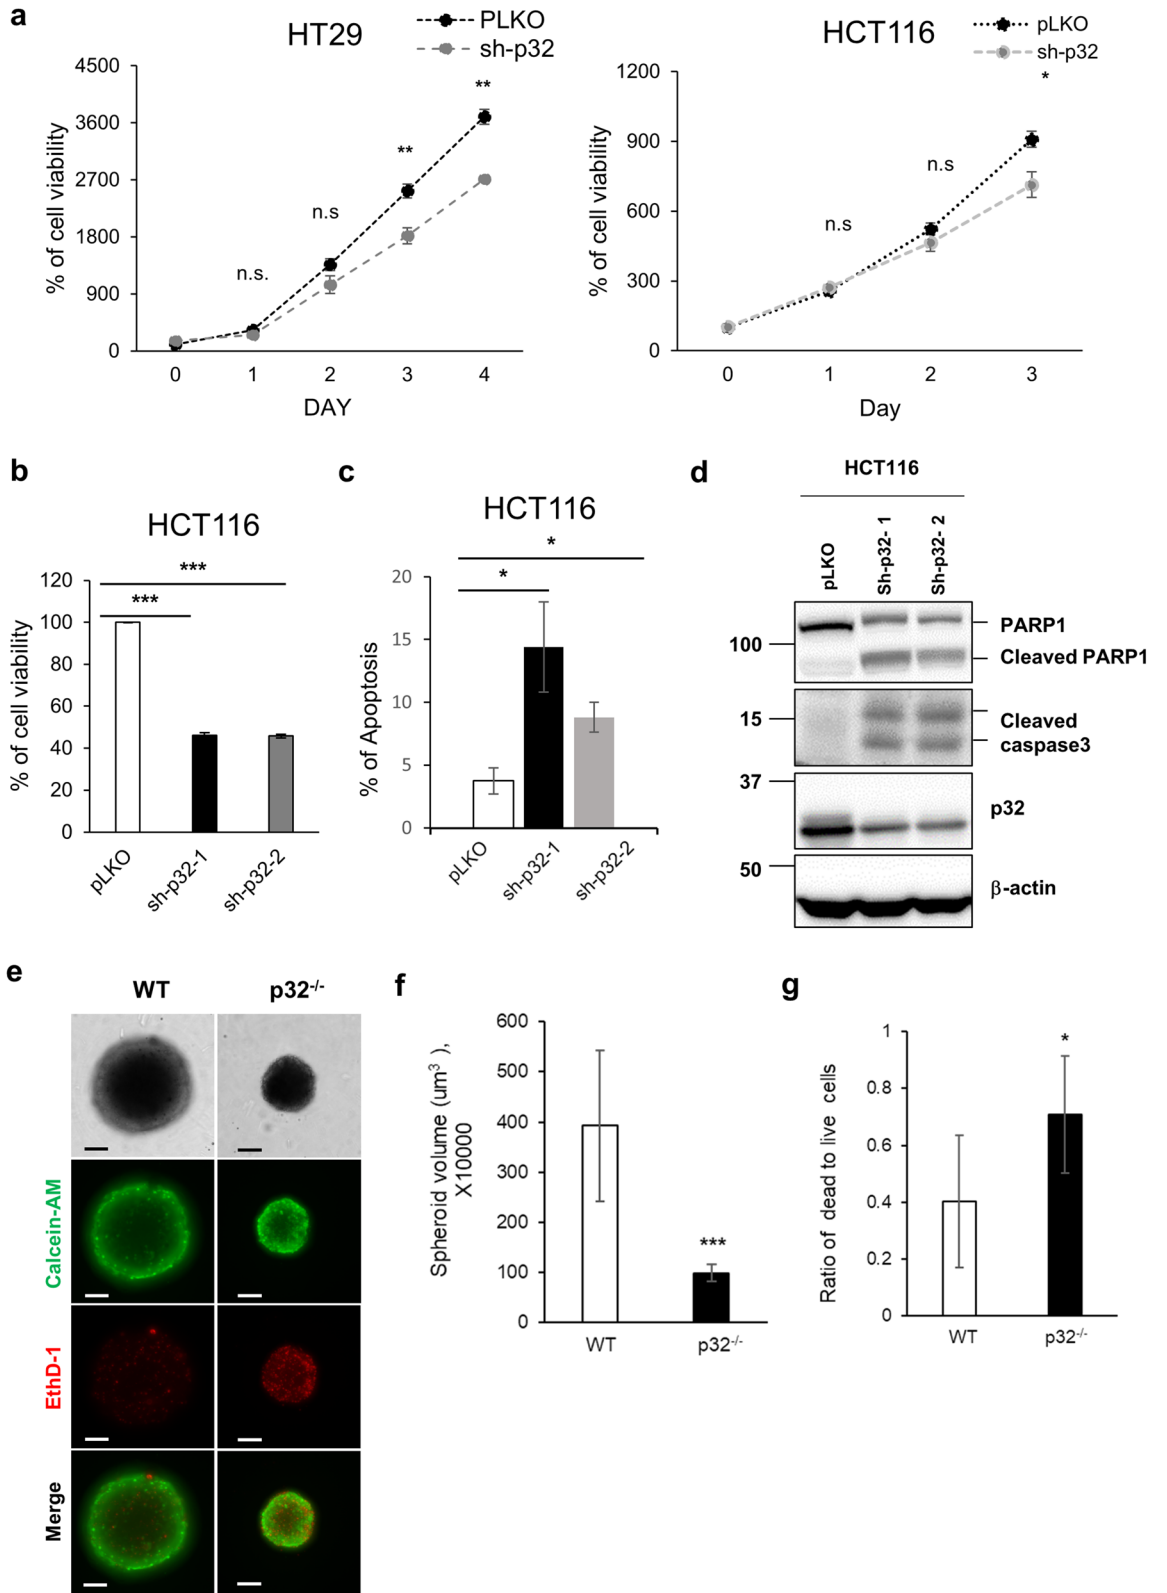 a
HT29
PLKO
sh-p32
% of cell viability
4500
3600
2700
1800
900
0
n.s.
n.s
**
**
0 1 2 3 4
DAY
HCT116
pLKO
sh-p32
% of cell viability
1200
900
600
300
0
n.s
n.s
*
0 1 2 3
Day
b
HCT116
% of cell viability
120
100
80
60
40
20
0
***
***
pLKO
sh-p32-1
sh-p32-2
c
HCT116
% of Apoptosis
20
15
10
5
0
*
*
pLKO
sh-p32-1
sh-p32-2
d
HCT116
pLKO
Sh-p32- 1
Sh-p32- 2
100
PARP1
Cleaved PARP1
15
Cleaved
caspase3
37
p32
50
β-actin
e
WT p32-/-
Calcein-AM
EthD-1
Merge
f
Spheroid volume (um3 ),
X10000
600
500
400
300
200
100
0
***
WT p32-/-
g
Ratio of dead to live cells
1
0.8
0.6
0.4
0.2
0
*
WT p32-/-